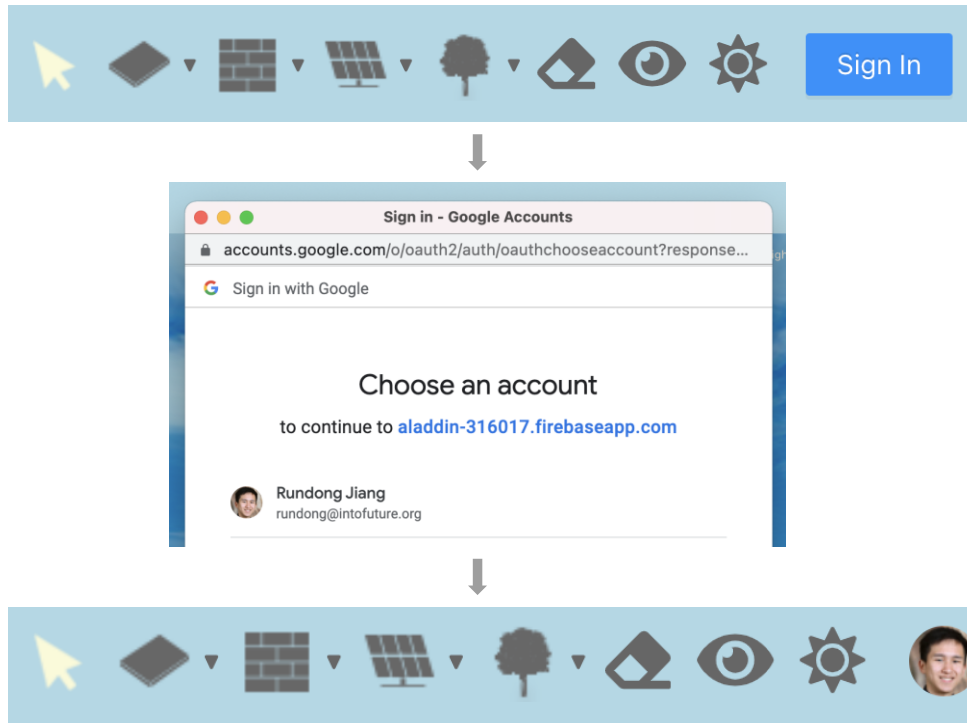 Sign In
Sign in - Google Accounts
accounts.google.com/o/oauth2/auth/oauthchooseaccount?response...
Sign in with Google
Choose an account
to continue to aladdin-316017.firebaseapp.com
Rundong Jiang
rundong@intofuture.org